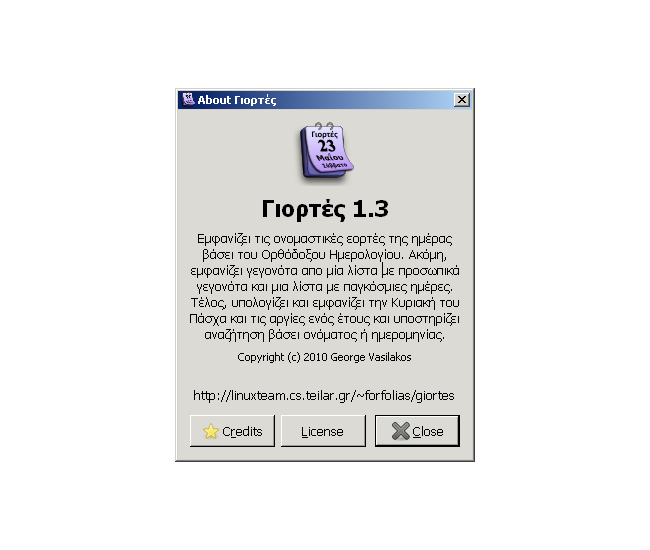 About Γιορτές
Γιορτές
23
Μαΐου
Σάββατο
Γιορτές 1.3
Εμφανίζει τις ονομαστικές εορτές της ημέρας
βάσει του Ορθόδοξου Ημερολογίου. Ακόμη,
εμφανίζει γεγονότα απο μία λίστα με προσωπικά
γεγονότα και μια λίστα με παγκόσμιες ημέρες.
Τέλος, υπολογίζει και εμφανίζει την Κυριακή του
Πάσχα και τις αργίες ενός έτους και υποστηρίζει
αναζήτηση βάσει ονόματος ή ημερομηνίας.
Copyright (c) 2010 George Vasilakos
http://linuxteam.cs.teilar.gr/~forfolias/giortes
Credits License Close